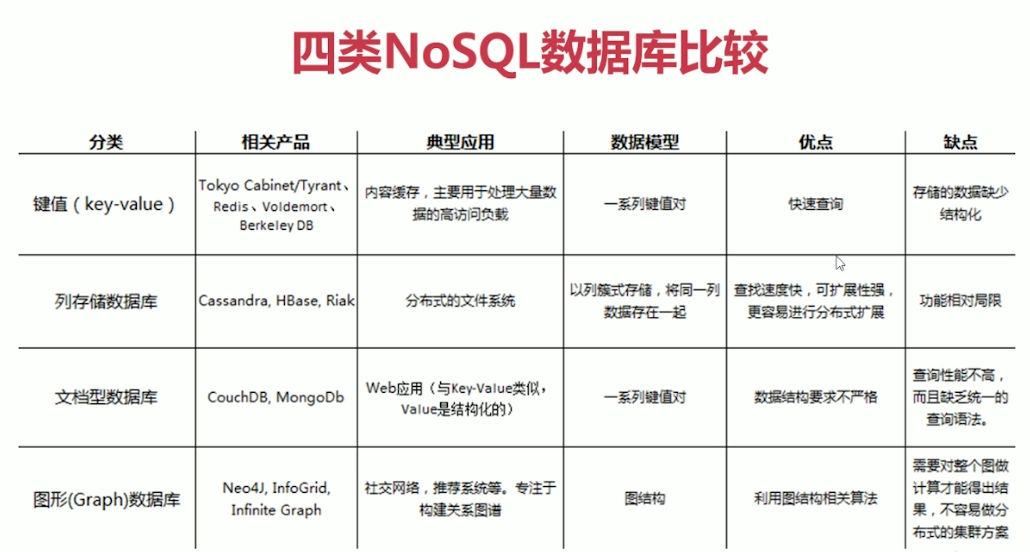 四类NoSQL数据库比较
分类 相关产品 典型应用 数据模型 优点 缺点
键值（key-value）
Tokyo Cabinet/Tyrant、
Redis、Voldemort、
Berkeley DB
内容缓存，主要用于处理大量数
据的高访问负载
一系列键值对
快速查询
存储的数据缺少
结构化
列存储数据库
Cassandra, HBase, Riak
分布式的文件系统
以列簇式存储，将同一列
数据存在一起
查找速度快，可扩展性强，
更容易进行分布式扩展
功能相对局限
文档型数据库
CouchDB, MongoDb
Web应用（与Key-Value类似，
Value是结构化的）
一系列键值对
数据结构要求不严格
查询性能不高，
而且缺乏统一的
查询语法。
图形(Graph)数据库
Neo4J, InfoGrid,
Infinite Graph
社交网络，推荐系统等。专注于
构建关系图谱
图结构
利用图结构相关算法
需要对整个图做
计算才能得出结
果，不容易做分
布式的集群方案